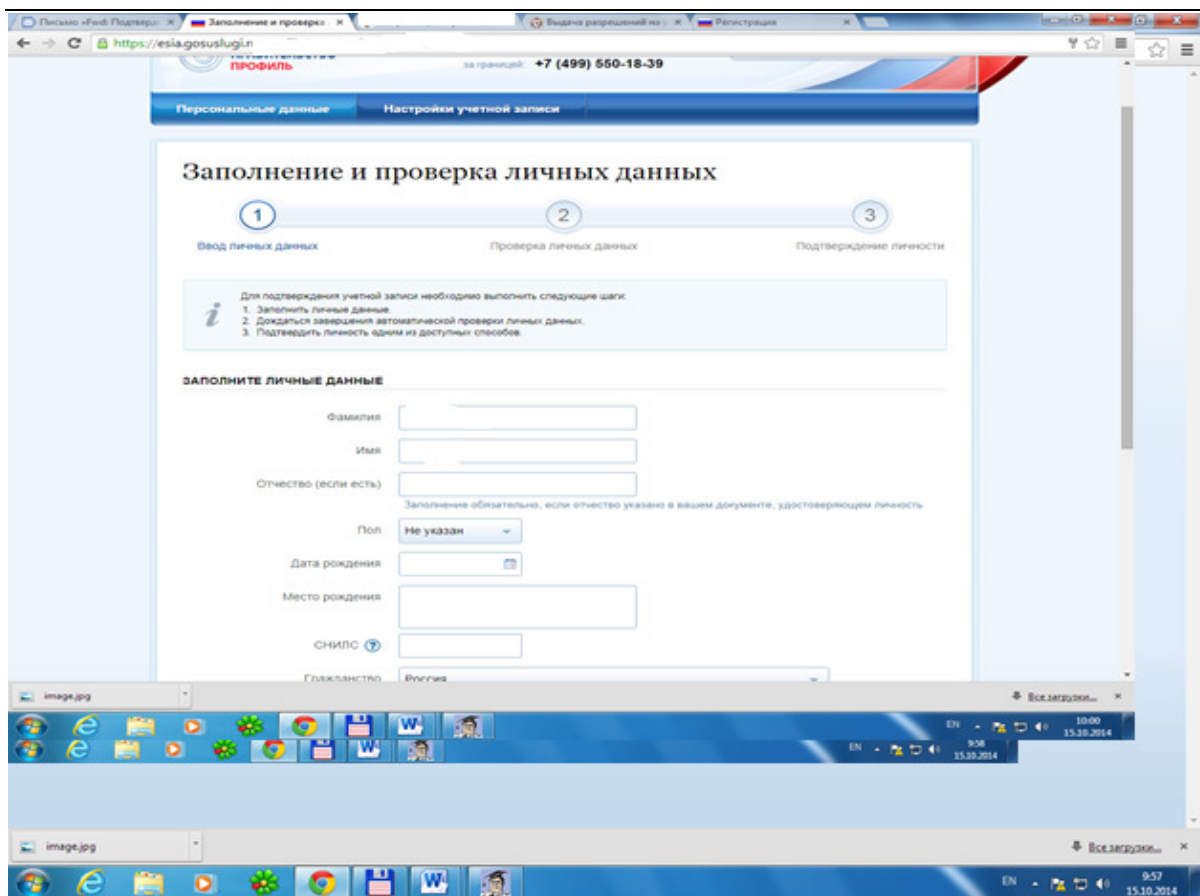 Письмо «Fwd: Подтверд
Заполнение и проверка
Выдача разрешений на
Регистрация
https://esia.gosuslugi.r
ПРАВИТЕЛЬСТВО
ПРОФИЛЬ
за границей: +7 (499) 550-18-39
Персональные данные Настройки учетной записи
Заполнение и проверка личных данных
1 2 3
Ввод личных данных Проверка личных данных Подтверждение личности
Для подтверждения учетной записи необходимо выполнить следующие шаги:
1. Заполнить личные данные.
2. Дождаться завершения автоматической проверки личных данных.
3. Подтвердить личность одним из доступных способов.
ЗАПОЛНИТЕ ЛИЧНЫЕ ДАННЫЕ
Фамилия
Имя
Отчество (если есть)
Заполнение обязательно, если отчество указано в вашем документе, удостоверяющем личность
Пол Не указан
Дата рождения
Место рождения
СНИЛС ?
Гражданство Россия
image.jpg Все загрузки...
EN 10:00
15.10.2014
EN 9:58
15.10.2014
image.jpg Все загрузки...
EN 9:57
15.10.2014